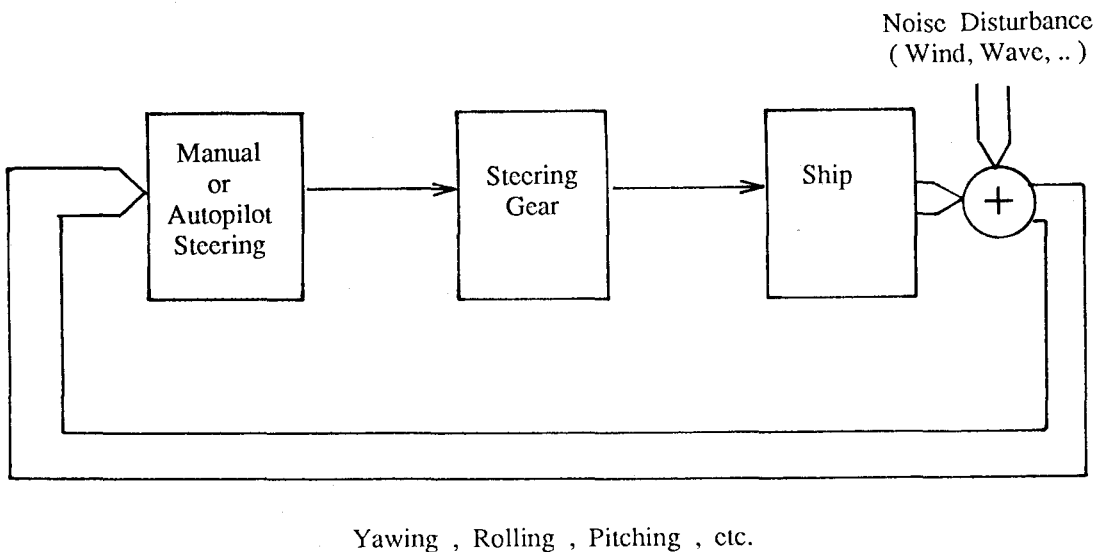 Noise Disturbance
( Wind, Wave, .. )
Manual
or
Autopilot
Steering
Steering
Gear
Ship
+
Yawing , Rolling , Pitching , etc.